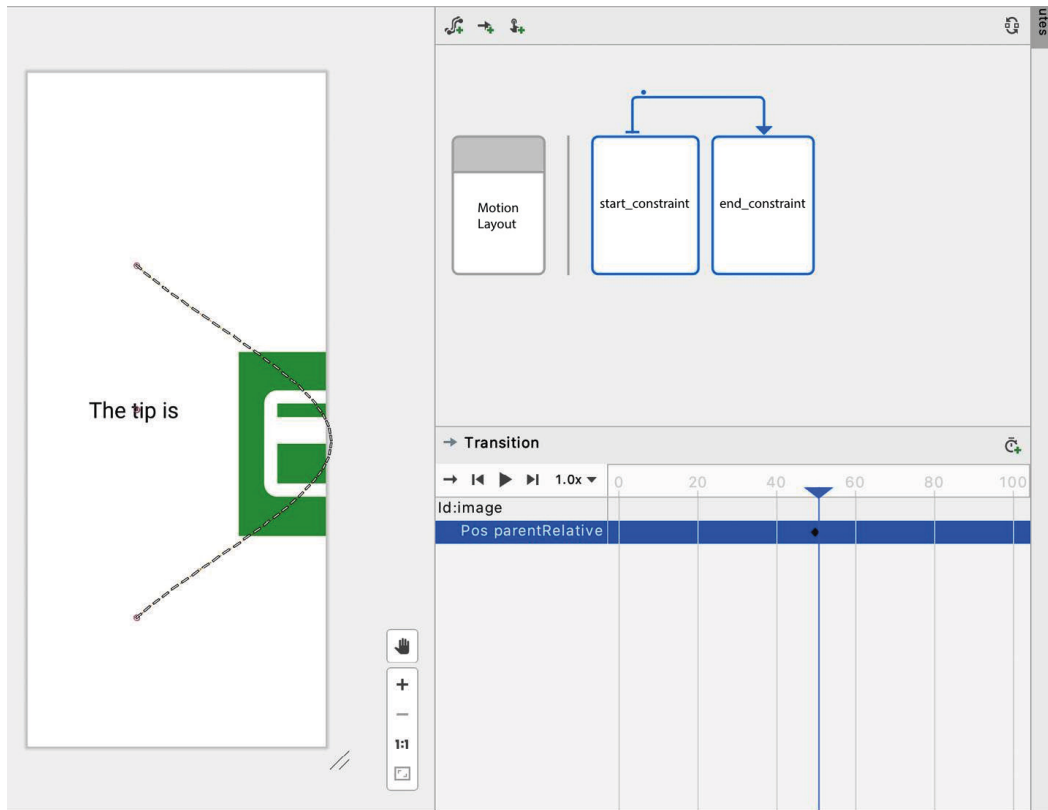 utes
Motion
Layout
start_constraint
end_constraint
The tip is
E
Transition
1.0x
0
20
40
60
80
100
Id:image
Pos parentRelative
1:1